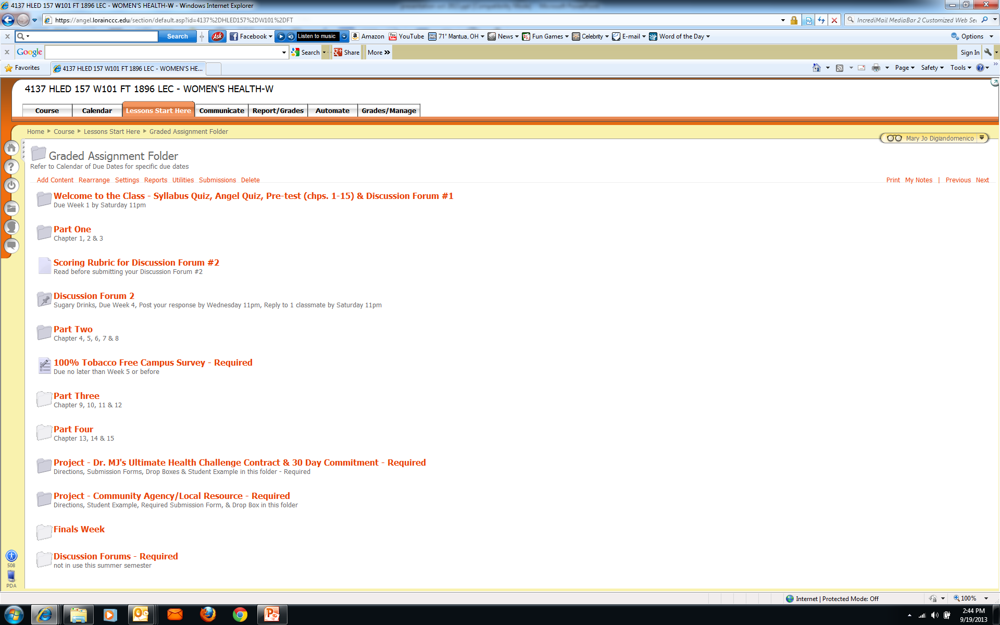 4137 HLED 157 W101 FT 1896 LEC - WOMEN'S HEALTH-W - Windows Internet Explorer
https://angel.lorainccc.edu/section/default.asp?id=4137%2DHLED157%2DW101%2DFT
IncrediMail MediaBar 2 Customized Web Se
Search Ask Facebook Listen to music Amazon YouTube 71° Mantua, OH News Fun Games Celebrity E-mail Word of the Day Options
Google Search Share More » Sign In
Favorites 4137 HLED 157 W101 FT 1896 LEC - WOMEN'S HE... Page Safety Tools
4137 HLED 157 W101 FT 1896 LEC - WOMEN'S HEALTH-W
Course Calendar Lessons Start Here Communicate Report/Grades Automate Grades/Manage
Home Course Lessons Start Here Graded Assignment Folder
Mary Jo Digiandomenico
Graded Assignment Folder
Refer to Calendar of Due Dates for specific due dates
Add Content Rearrange Settings Reports Utilities Submissions Delete Print My Notes | Previous Next
Welcome to the Class - Syllabus Quiz, Angel Quiz, Pre-test (chps. 1-15) & Discussion Forum #1
Due Week 1 by Saturday 11pm
Part One
Chapter 1, 2 & 3
Scoring Rubric for Discussion Forum #2
Read before submitting your Discussion Forum #2
Discussion Forum 2
Sugary Drinks, Due Week 4, Post your response by Wednesday 11pm, Reply to 1 classmate by Saturday 11pm
Part Two
Chapter 4, 5, 6, 7 & 8
100% Tobacco Free Campus Survey - Required
Due no later than Week 5 or before
Part Three
Chapter 9, 10, 11 & 12
Part Four
Chapter 13, 14 & 15
Project - Dr. MJ's Ultimate Health Challenge Contract & 30 Day Commitment - Required
Directions, Submission Forms, Drop Boxes & Student Example in this folder - Required
Project - Community Agency/Local Resource - Required
Directions, Student Example, Required Submission Form, & Drop Box in this folder
Finals Week
Discussion Forums - Required
not in use this summer semester
508
PDA
Internet | Protected Mode: Off 100%
2:44 PM
9/19/2013